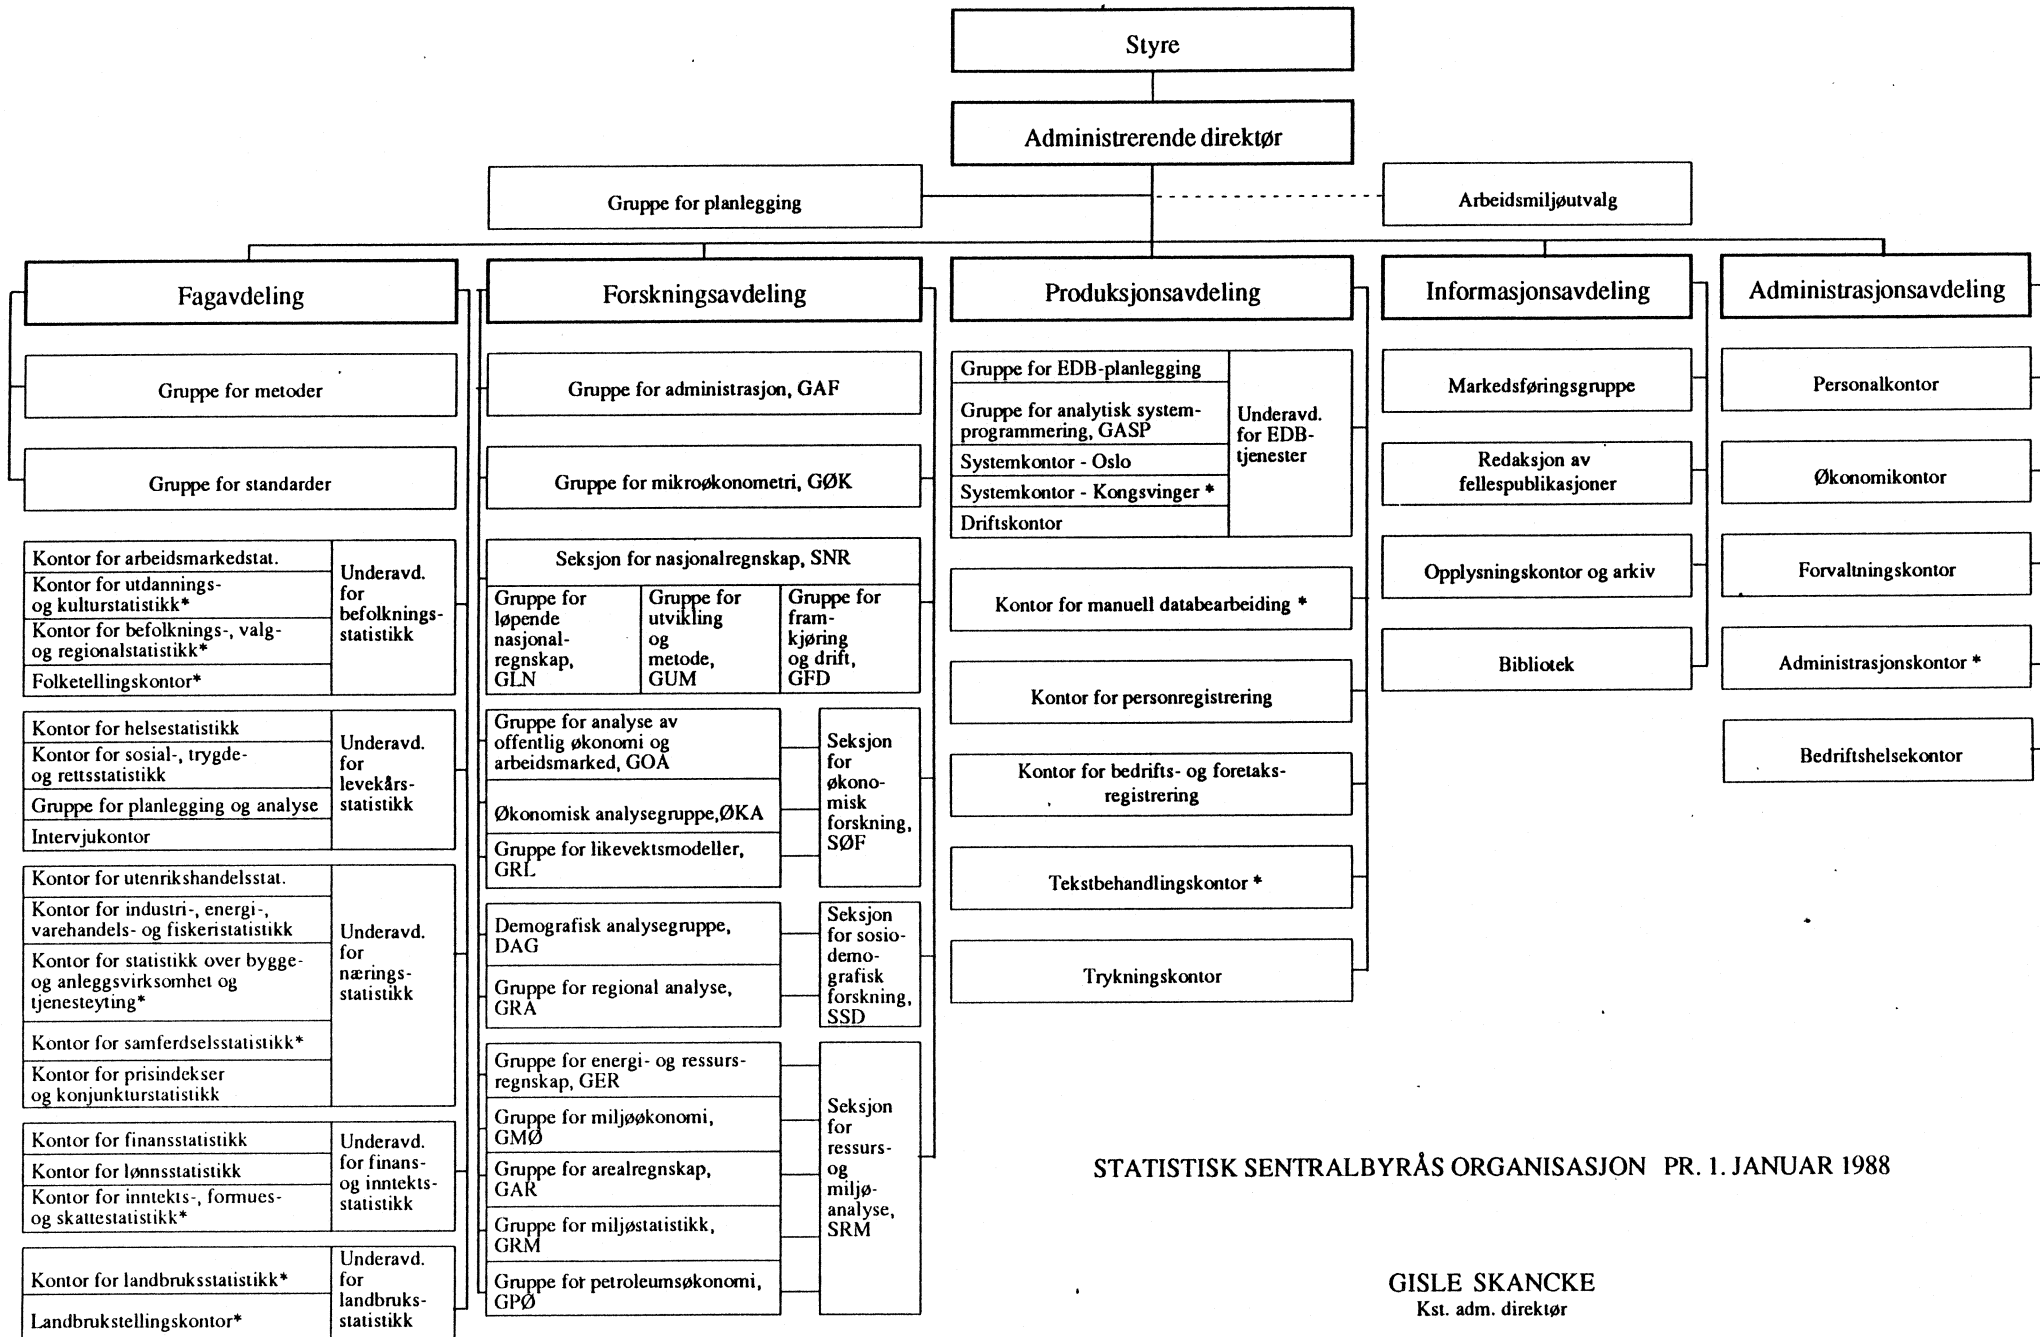 Styre
Administrerende direktør
Gruppe for planlegging
Arbeidsmiljøutvalg
Fagavdeling
Gruppe for metoder
Gruppe for standarder
Kontor for arbeidsmarkedstat.
Kontor for utdannings-
og kulturstatistikk*
Kontor for befolknings-, valg-
og regionalstatistikk*
Folketellingskontor*
Underavd.
for
befolknings-
statistikk
Kontor for helsestatistikk
Kontor for sosial-, trygde-
og rettsstatistikk
Gruppe for planlegging og analyse
Intervjukontor
Underavd.
for
levekårs-
statistikk
Kontor for utenrikshandelsstat.
Kontor for industri-, energi-,
varehandels- og fiskeristatistikk
Kontor for statistikk over bygge-
og anleggsvirksomhet og
tjenesteyting*
Kontor for samferdselsstatistikk*
Kontor for prisindekser
og konjunkturstatistikk
Underavd.
for
nærings-
statistikk
Kontor for finansstatistikk
Kontor for lønnsstatistikk
Kontor for inntekts-, formues-
og skattestatistikk*
Underavd.
for finans-
og inntekts-
statistikk
Kontor for landbruksstatistikk*
Landbrukstellingskontor*
Underavd.
for
landbruks-
statistikk
Forskningsavdeling
Gruppe for administrasjon, GAF
Gruppe for mikroøkonometri, GØK
Seksjon for nasjonalregnskap, SNR
Gruppe for
løpende
nasjonal-
regnskap,
GLN
Gruppe for
utvikling
og
metode,
GUM
Gruppe for
fram-
kjøring
og drift,
GFD
Gruppe for analyse av
offentlig økonomi og
arbeidsmarked, GOA
Økonomisk analysegruppe,ØKA
Gruppe for likevektsmodeller,
GRL
Seksjon
for
økono-
misk
forskning,
SØF
Demografisk analysegruppe,
DAG
Gruppe for regional analyse,
GRA
Seksjon
for sosio-
demo-
grafisk
forskning,
SSD
Gruppe for energi- og ressurs-
regnskap, GER
Gruppe for miljøøkonomi,
GMØ
Gruppe for arealregnskap,
GAR
Gruppe for miljøstatistikk,
GRM
Gruppe for petroleumsøkonomi,
GPØ
Seksjon
for
ressurs-
og
miljø-
analyse,
SRM
Produksjonsavdeling
Gruppe for EDB-planlegging
Gruppe for analytisk system-
programmering, GASP
Systemkontor - Oslo
Systemkontor - Kongsvinger *
Driftskontor
Underavd.
for EDB-
tjenester
Kontor for manuell databearbeiding *
Kontor for personregistrering
Kontor for bedrifts- og foretaks-
registrering
Tekstbehandlingskontor *
Trykningskontor
Informasjonsavdeling
Markedsføringsgruppe
Redaksjon av
fellespublikasjoner
Opplysningskontor og arkiv
Bibliotek
Administrasjonsavdeling
Personalkontor
Økonomikontor
Forvaltningskontor
Administrasjonskontor *
Bedriftshelsekontor
STATISTISK SENTRALBYRÅS ORGANISASJON PR. 1. JANUAR 1988
GISLE SKANCKE
Kst. adm. direktør